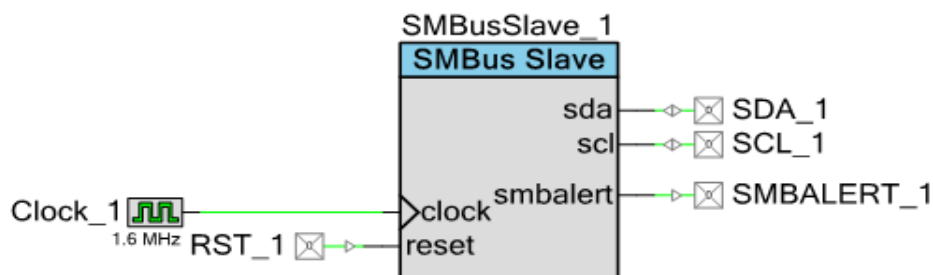 SMBusSlave_1
SMBus Slave
sda SDA_1
scl SCL_1
smbalert SMBALERT_1
Clock_1 clock
1.6 MHz
RST_1 reset